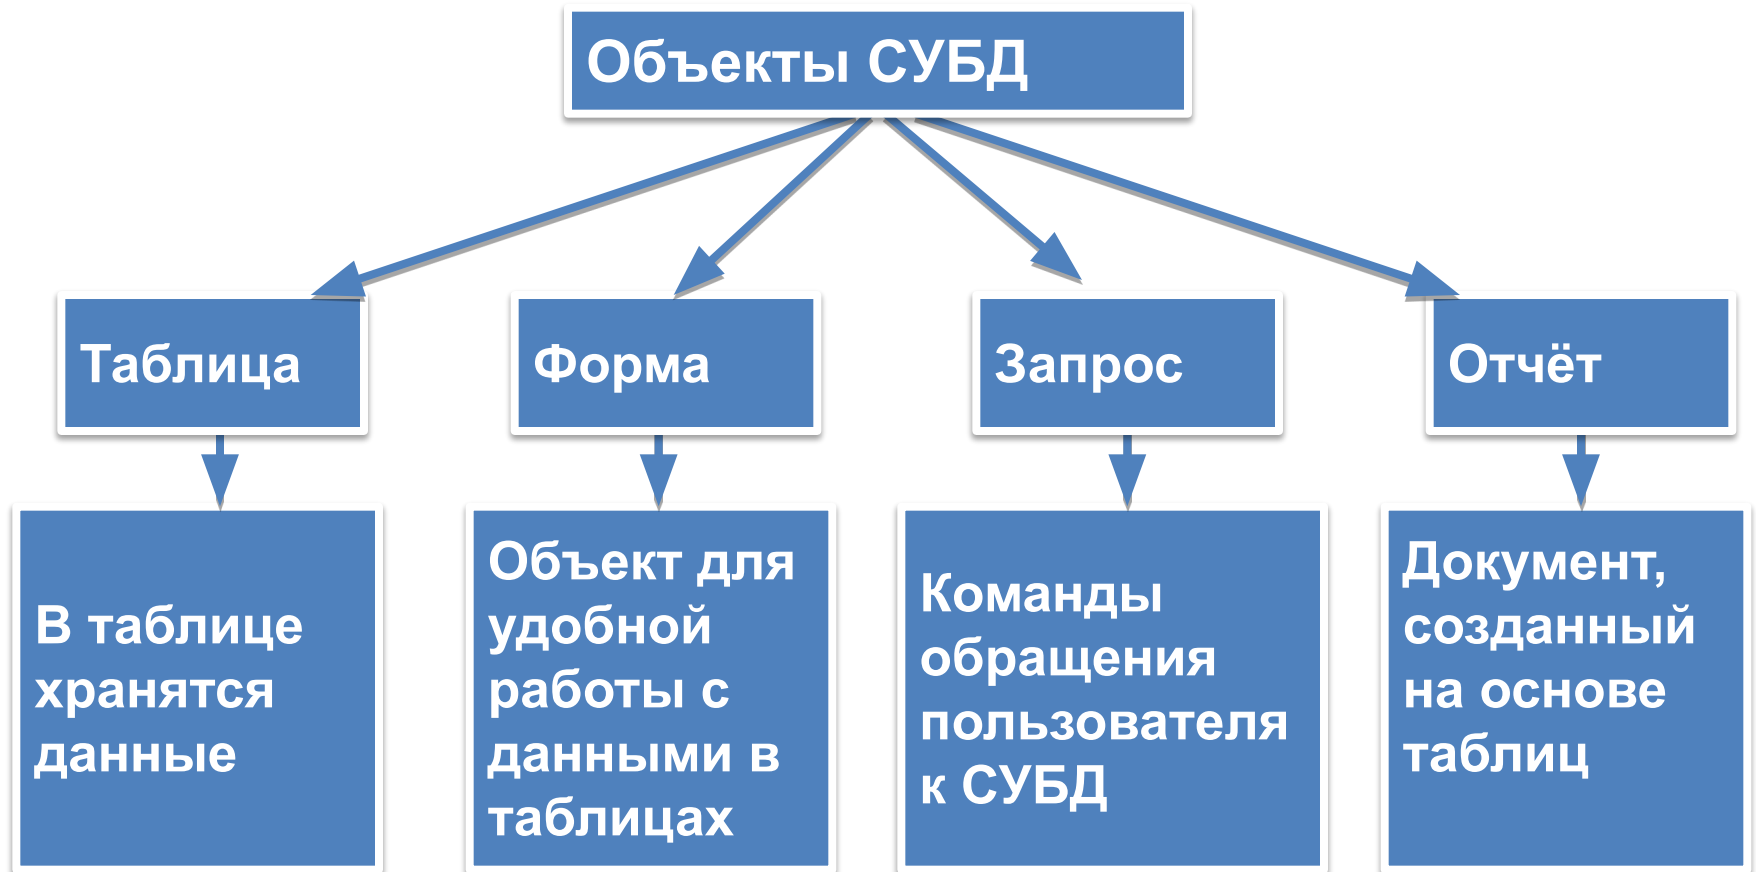 Объекты СУБД
Таблица
Форма
Запрос
Отчёт
В таблице
хранятся
данные
Объект для
удобной
работы с
данными в
таблицах
Команды
обращения
пользователя
к СУБД
Документ,
созданный
на основе
таблиц